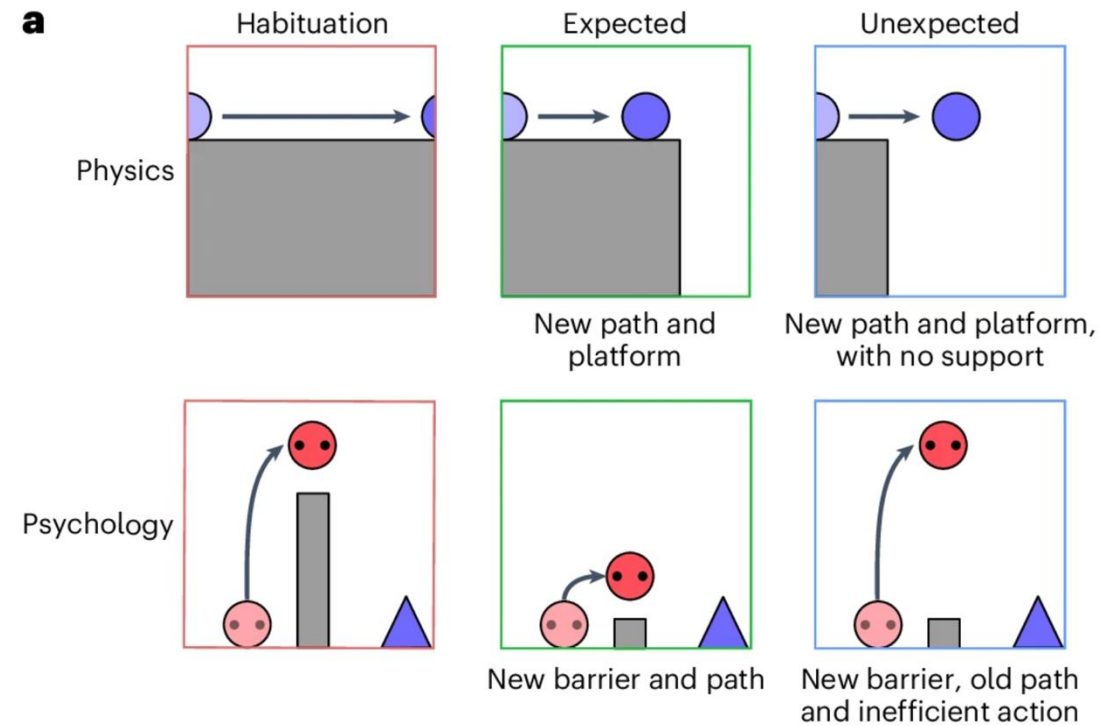 a
Habituation
Expected
Unexpected
Physics
New path and
platform
New path and platform,
with no support
Psychology
New barrier and path
New barrier, old path
and inefficient action